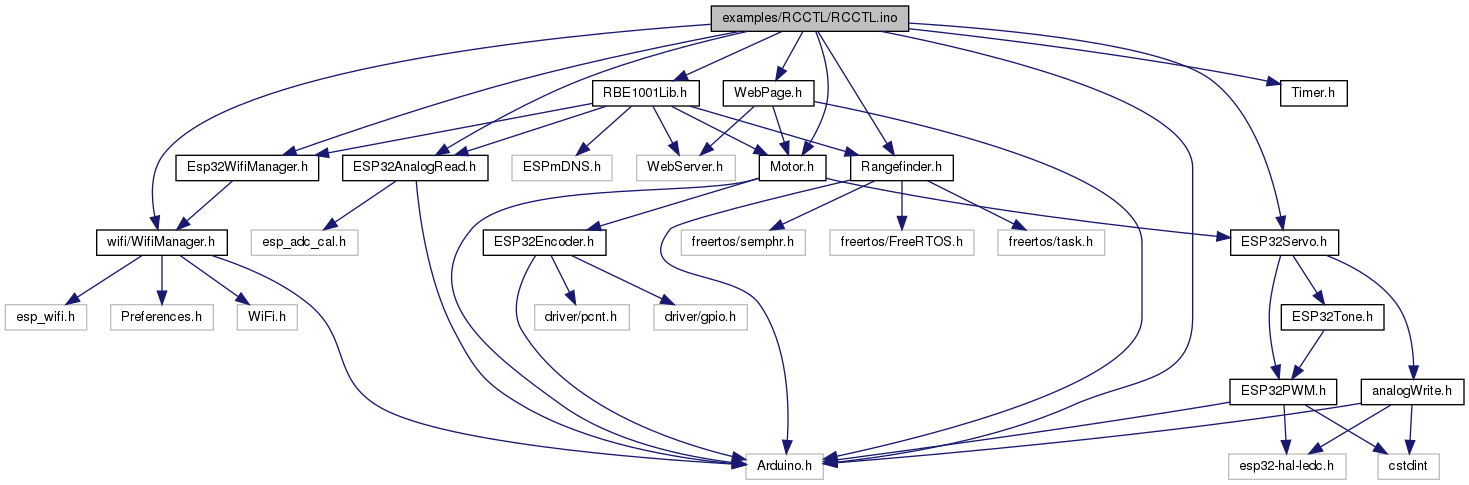 examples/RCCTL/RCCTL.ino
RBE1001Lib.h
WebPage.h
Timer.h
Esp32WifiManager.h
ESP32AnalogRead.h
ESPmDNS.h
WebServer.h
Motor.h
Rangefinder.h
wifi/WifiManager.h
esp_adc_cal.h
ESP32Encoder.h
freertos/semphr.h
freertos/FreeRTOS.h
freertos/task.h
ESP32Servo.h
esp_wifi.h
Preferences.h
WiFi.h
driver/pcnt.h
driver/gpio.h
ESP32Tone.h
ESP32PWM.h
analogWrite.h
Arduino.h
esp32-hal-ledc.h
cstdint